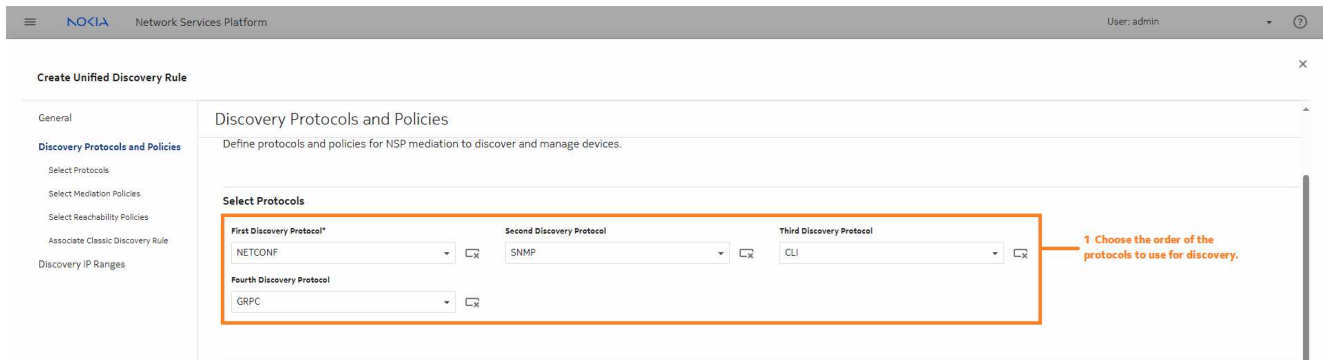 NOKIA Network Services Platform User: admin
Create Unified Discovery Rule
General
Discovery Protocols and Policies
Select Protocols
Select Mediation Policies
Select Reachability Policies
Associate Classic Discovery Rule
Discovery IP Ranges
Discovery Protocols and Policies
Define protocols and policies for NSP mediation to discover and manage devices.
Select Protocols
First Discovery Protocol* Second Discovery Protocol Third Discovery Protocol
NETCONF SNMP CLI
Fourth Discovery Protocol
GRPC
1 Choose the order of the
protocols to use for discovery.